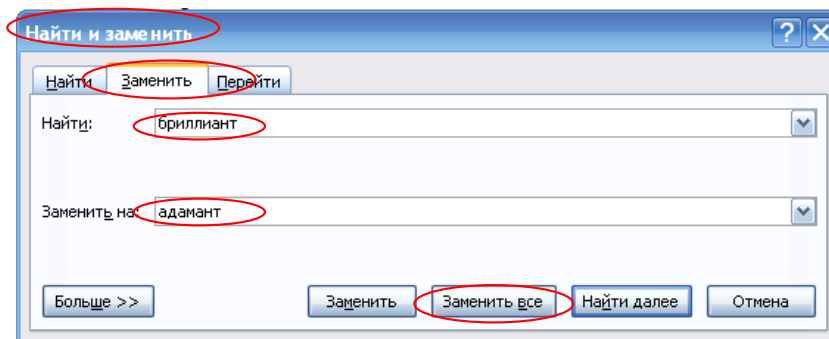 Найти и заменить
Найти Заменить Перейти
Найти: бриллиант
Заменить на: адамант
Больше >> Заменить Заменить все Найти далее Отмена